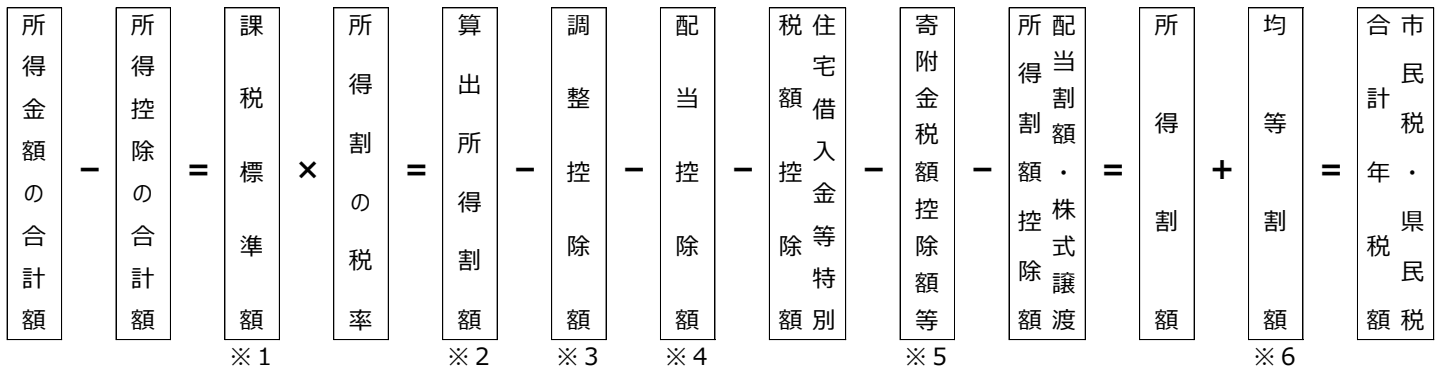 所得金額の合計額
−
所得控除の合計額
=
課税標準額
※1
×
所得割の税率
=
算出所得割額
※2
−
調整控除額
※3
−
配当控除額
※4
−
住宅借入金等特別
税額控除額
−
寄附金税額控除額等
※5
−
配当割額・株式譲渡
所得割額控除額
=
所得割額
+
均等割額
※6
=
市民税・県民税
合計年税額